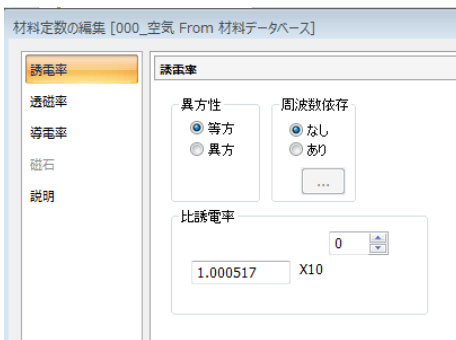 材料定数の編集 [000_空気 From 材料データベース]
誘電率
透磁率
導電率
磁石
説明
誘電率
異方性
等方
異方
周波数依存
なし
あり
...
比誘電率
0
1.000517 X10